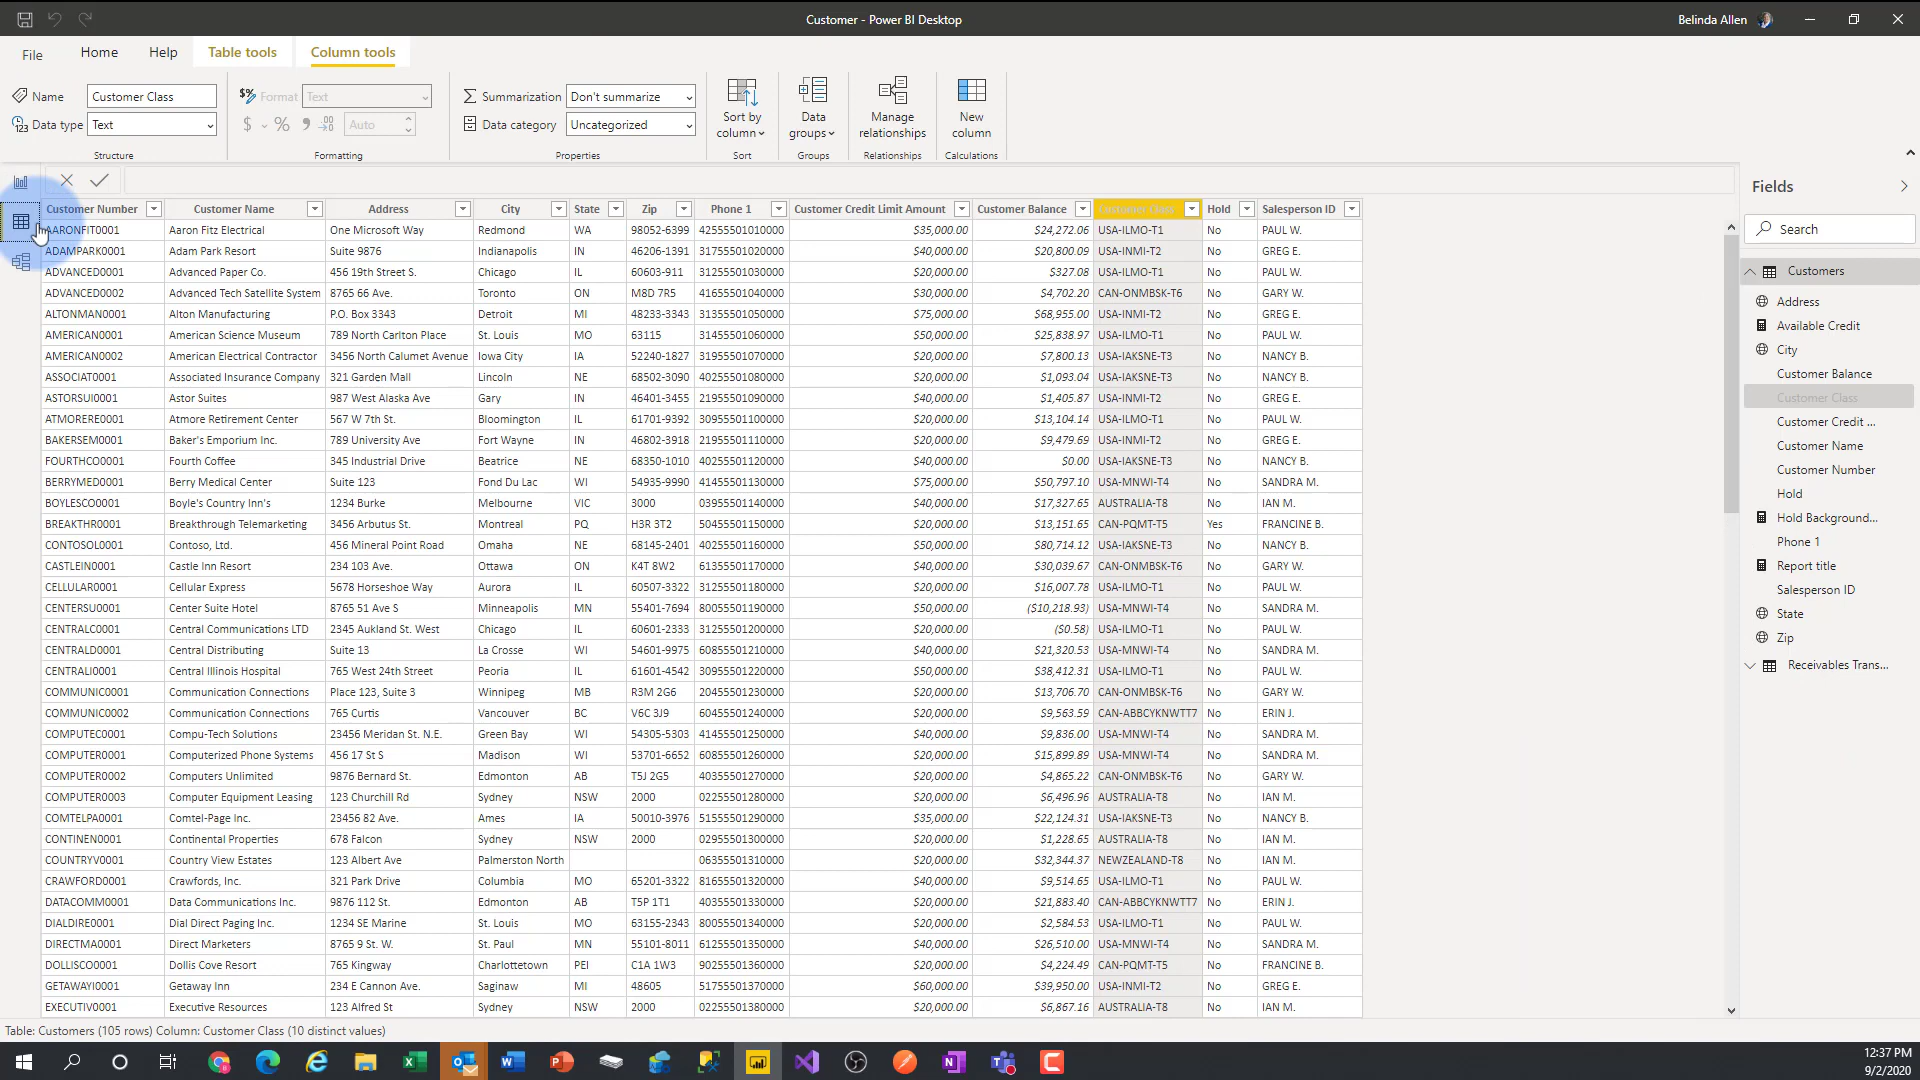 Customer - Power BI Desktop
Belinda Allen
File Home Help Table tools Column tools
Name Customer Class
$% Format Text
Σ Summarization Don't summarize
Data type Text
$ % 9 .00 Auto
Data category Uncategorized
Sort by column
Data groups
Manage relationships
New column
Structure Formatting Properties Sort Groups Relationships Calculations
Customer Number Customer Name Address City State Zip Phone 1 Customer Credit Limit Amount Customer Balance Customer Class Hold Salesperson ID
AARONFIT0001 Aaron Fitz Electrical One Microsoft Way Redmond WA 98052-6399 42555501010000 $35,000.00 $24,272.06 USA-ILMO-T1 No PAUL W.
ADAMPARK0001 Adam Park Resort Suite 9876 Indianapolis IN 46206-1391 31755501020000 $40,000.00 $20,800.09 USA-INMI-T2 No GREG E.
ADVANCED0001 Advanced Paper Co. 456 19th Street S. Chicago IL 60603-911 31255501030000 $20,000.00 $327.08 USA-ILMO-T1 No PAUL W.
ADVANCED0002 Advanced Tech Satellite System 8765 66 Ave. Toronto ON M8D 7R5 41655501040000 $30,000.00 $4,702.20 CAN-ONMBSK-T6 No GARY W.
ALTONMAN0001 Alton Manufacturing P.O. Box 3343 Detroit MI 48233-3343 31355501050000 $75,000.00 $68,955.00 USA-INMI-T2 No GREG E.
AMERICAN0001 American Science Museum 789 North Carlton Place St. Louis MO 63115 31455501060000 $50,000.00 $25,838.97 USA-ILMO-T1 No PAUL W.
AMERICAN0002 American Electrical Contractor 3456 North Calumet Avenue Iowa City IA 52240-1827 31955501070000 $20,000.00 $7,800.13 USA-IAKSNE-T3 No NANCY B.
ASSOCIAT0001 Associated Insurance Company 321 Garden Mall Lincoln NE 68502-3090 40255501080000 $20,000.00 $1,093.04 USA-IAKSNE-T3 No NANCY B.
ASTORSUI0001 Astor Suites 987 West Alaska Ave Gary IN 46401-3455 21955501090000 $40,000.00 $1,405.87 USA-INMI-T2 No GREG E.
ATMORERE0001 Atmore Retirement Center 567 W 7th St. Bloomington IL 61701-9392 30955501100000 $20,000.00 $13,104.14 USA-ILMO-T1 No PAUL W.
BAKERSEM0001 Baker's Emporium Inc. 789 University Ave Fort Wayne IN 46802-3918 21955501110000 $20,000.00 $9,479.69 USA-INMI-T2 No GREG E.
FOURTHCO0001 Fourth Coffee 345 Industrial Drive Beatrice NE 68350-1010 40255501120000 $40,000.00 $0.00 USA-IAKSNE-T3 No NANCY B.
BERRYMED0001 Berry Medical Center Suite 123 Fond Du Lac WI 54935-9990 41455501130000 $75,000.00 $50,797.10 USA-MNWI-T4 No SANDRA M.
BOYLESCO0001 Boyle's Country Inn's 1234 Burke Melbourne VIC 3000 03955501140000 $40,000.00 $17,327.65 AUSTRALIA-T8 No IAN M.
BREAKTHR0001 Breakthrough Telemarketing 3456 Arbutus St. Montreal PQ H3R 3T2 50455501150000 $20,000.00 $13,151.65 CAN-PQMT-T5 Yes FRANCINE B.
CONTOSOL0001 Contoso, Ltd. 456 Mineral Point Road Omaha NE 68145-2401 40255501160000 $50,000.00 $80,714.12 USA-IAKSNE-T3 No NANCY B.
CASTLEIN0001 Castle Inn Resort 234 103 Ave. Ottawa ON K4T 8W2 61355501170000 $40,000.00 $30,039.67 CAN-ONMBSK-T6 No GARY W.
CELLULAR0001 Cellular Express 5678 Horseshoe Way Aurora IL 60507-3322 31255501180000 $20,000.00 $16,007.78 USA-ILMO-T1 No PAUL W.
CENTERSU0001 Center Suite Hotel 8765 51 Ave S Minneapolis MN 55401-7694 80055501190000 $50,000.00 ($10,218.93) USA-MNWI-T4 No SANDRA M.
CENTRALC0001 Central Communications LTD 2345 Aukland St. West Chicago IL 60601-2333 31255501200000 $20,000.00 ($0.58) USA-ILMO-T1 No PAUL W.
CENTRALD0001 Central Distributing Suite 13 La Crosse WI 54601-9975 60855501210000 $40,000.00 $21,320.53 USA-MNWI-T4 No SANDRA M.
CENTRALI0001 Central Illinois Hospital 765 West 24th Street Peoria IL 61601-4542 30955501220000 $50,000.00 $38,412.31 USA-ILMO-T1 No PAUL W.
COMMUNIC0001 Communication Connections Place 123, Suite 3 Winnipeg MB R3M 2G6 20455501230000 $20,000.00 $13,706.70 CAN-ONMBSK-T6 No GARY W.
COMMUNIC0002 Communication Connections 765 Curtis Vancouver BC V6C 3J9 60455501240000 $20,000.00 $9,563.59 CAN-ABBCYKNWTT7 No ERIN J.
COMPUTEC0001 Compu-Tech Solutions 23456 Meridan St. N.E. Green Bay WI 54305-5303 41455501250000 $40,000.00 $9,836.00 USA-MNWI-T4 No SANDRA M.
COMPUTER0001 Computerized Phone Systems 456 17 St S Madison WI 53701-6652 60855501260000 $20,000.00 $15,899.89 USA-MNWI-T4 No SANDRA M.
COMPUTER0002 Computers Unlimited 9876 Bernard St. Edmonton AB T5J 2G5 40355501270000 $20,000.00 $4,865.22 CAN-ONMBSK-T6 No GARY W.
COMPUTER0003 Computer Equipment Leasing 123 Churchill Rd Sydney NSW 2000 02255501280000 $20,000.00 $6,496.96 AUSTRALIA-T8 No IAN M.
COMTELPA0001 Comtel-Page Inc. 23456 82 Ave. Ames IA 50010-3976 51555501290000 $35,000.00 $22,124.31 USA-IAKSNE-T3 No NANCY B.
CONTINEN0001 Continental Properties 678 Falcon Sydney NSW 2000 02955501300000 $20,000.00 $1,228.65 AUSTRALIA-T8 No IAN M.
COUNTRYV0001 Country View Estates 123 Albert Ave Palmerston North 06355501310000 $20,000.00 $32,344.37 NEWZEALAND-T8 No IAN M.
CRAWFORD0001 Crawfords, Inc. 321 Park Drive Columbia MO 65201-3322 81655501320000 $40,000.00 $9,514.65 USA-ILMO-T1 No PAUL W.
DATACOMM0001 Data Communications Inc. 9876 112 St. Edmonton AB T5P 1T1 40355501330000 $20,000.00 $21,883.40 CAN-ABBCYKNWTT7 No ERIN J.
DIALDIRE0001 Dial Direct Paging Inc. 1234 SE Marine St. Louis MO 63155-2343 80055501340000 $20,000.00 $2,584.53 USA-ILMO-T1 No PAUL W.
DIRECTMA0001 Direct Marketers 8765 9 St. W. St. Paul MN 55101-8011 61255501350000 $40,000.00 $26,510.00 USA-MNWI-T4 No SANDRA M.
DOLLISCO0001 Dollis Cove Resort 765 Kingway Charlottetown PEI C1A 1W3 90255501360000 $20,000.00 $4,224.49 CAN-PQMT-T5 No FRANCINE B.
GETAWAYI0001 Getaway Inn 234 E Cannon Ave. Saginaw MI 48605 51755501370000 $60,000.00 $39,950.00 USA-INMI-T2 No GREG E.
EXECUTIV0001 Executive Resources 123 Alfred St Sydney NSW 2000 02255501380000 $20,000.00 $6,867.16 AUSTRALIA-T8 No IAN M.
Fields
Search
Customers
Address
Available Credit
City
Customer Balance
Customer Class
Customer Credit ...
Customer Name
Customer Number
Hold
Hold Background...
Phone 1
Report title
Salesperson ID
State
Zip
Receivables Trans...
Table: Customers (105 rows) Column: Customer Class (10 distinct values)
12:37 PM
9/2/2020